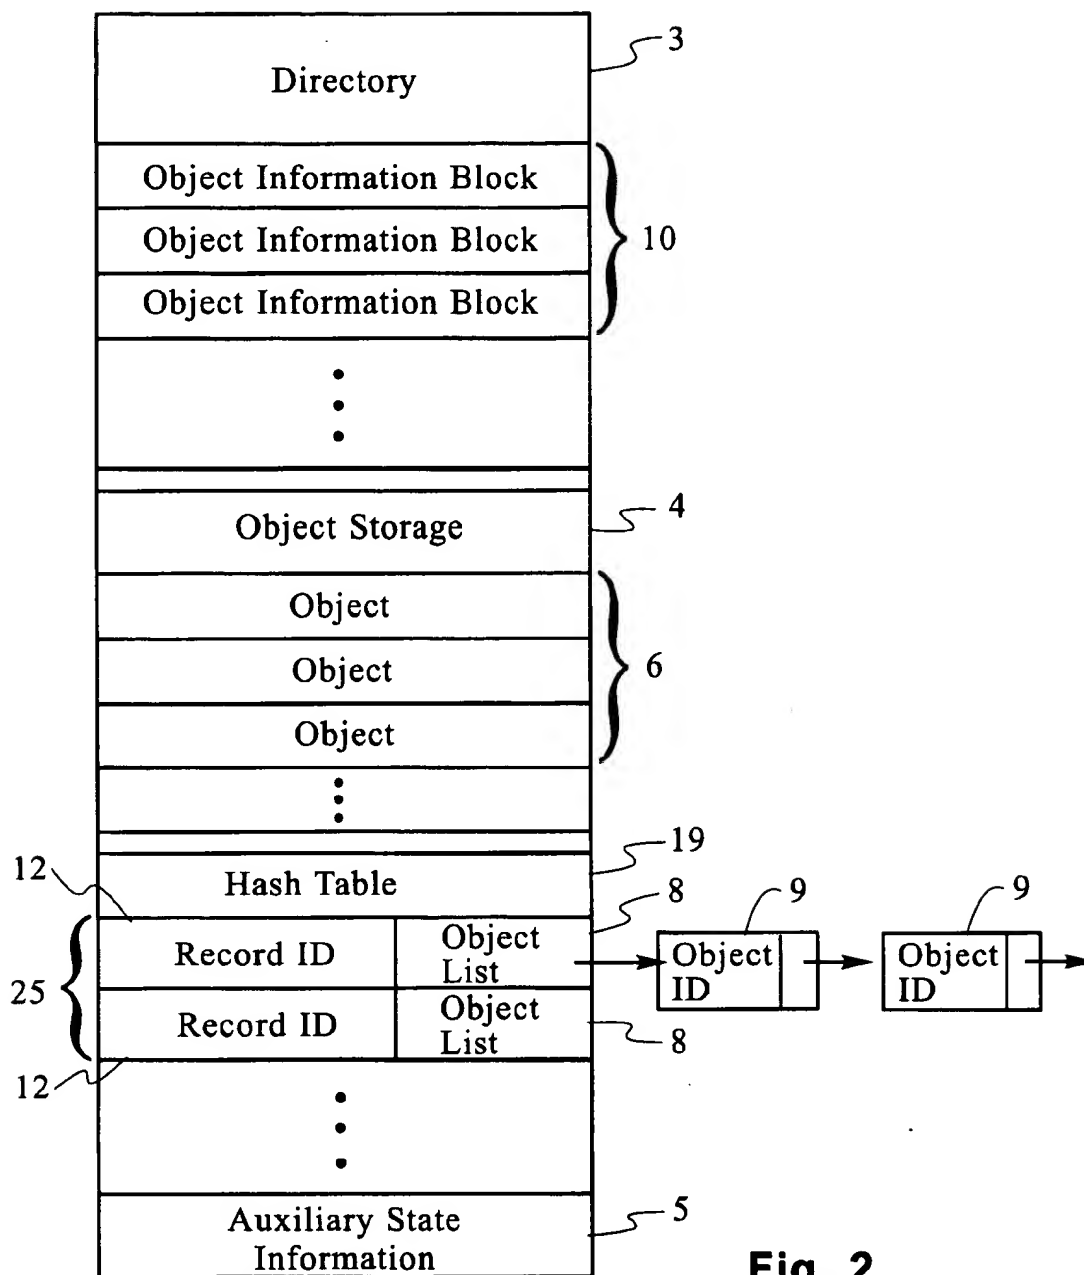 3
Directory
Object Information Block
Object Information Block
10
Object Information Block
4
Object Storage
Object
Object
6
Object
19
12
Hash Table
8
9
9
Record ID
Object
List
Object
ID
Object
ID
25
Record ID
Object
List
8
12
5
Auxiliary State
Information
Fig. 2